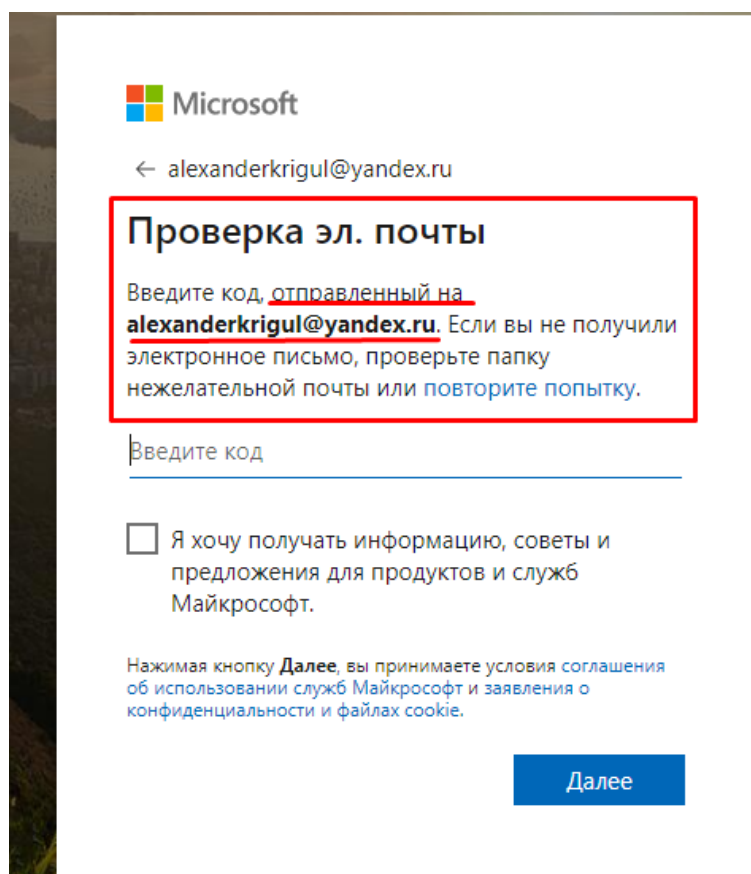 Microsoft
← alexanderkrigul@yandex.ru
Проверка эл. почты
Введите код, отправленный на
alexanderkrigul@yandex.ru. Если вы не получили
электронное письмо, проверьте папку
нежелательной почты или повторите попытку.
Введите код
Я хочу получать информацию, советы и
предложения для продуктов и служб
Майкрософт.
Нажимая кнопку Далее, вы принимаете условия соглашения
об использовании служб Майкрософт и заявления о
конфиденциальности и файлах cookie.
Далее